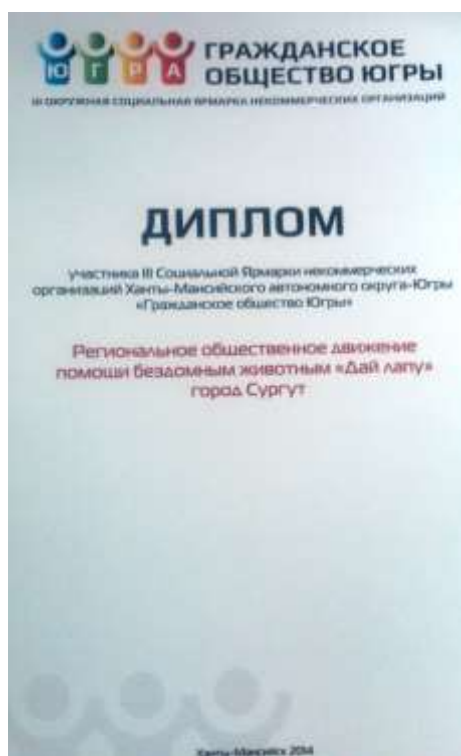 ЮГРА
ГРАЖДАНСКОЕ
ОБЩЕСТВО ЮГРЫ
III ОКРУЖНАЯ СОЦИАЛЬНАЯ ЯРМАРКА НЕКОММЕРЧЕСКИХ ОРГАНИЗАЦИЙ
ДИПЛОМ
участника III Социальной Ярмарки некоммерческих
организаций Ханты-Мансийского автономного округа-Югры
«Гражданское общество Югры»
Региональное общественное движение
помощи бездомным животным «Дай лапу»
город Сургут
Ханты-Мансийск 2014